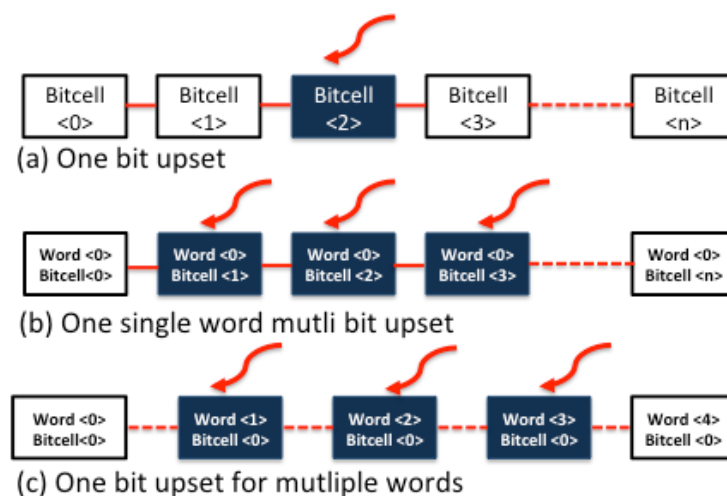 Bitcell Bitcell Bitcell Bitcell Bitcell
<0> <1> <2> <3> <n>
(a) One bit upset
Word <0> Word <0> Word <0> Word <0> Word <0>
Bitcell<0> Bitcell <1> Bitcell <2> Bitcell <3> Bitcell <n>
(b) One single word mutli bit upset
Word <0> Word <1> Word <2> Word <3> Word <4>
Bitcell<0> Bitcell <0> Bitcell <0> Bitcell <0> Bitcell <0>
(c) One bit upset for mutliple words